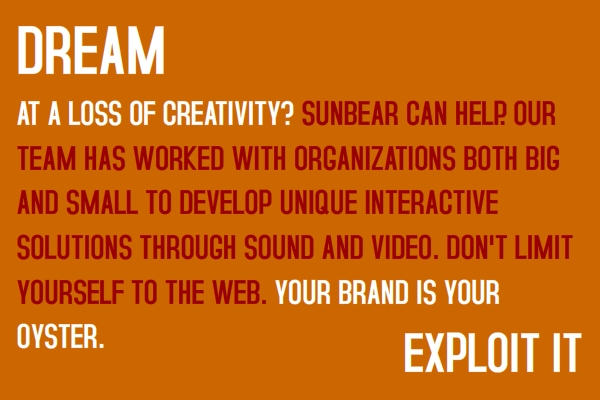 DREAM
AT A LOSS OF CREATIVITY? SUNBEAR CAN HELP. OUR
TEAM HAS WORKED WITH ORGANIZATIONS BOTH BIG
AND SMALL TO DEVELOP UNIQUE INTERACTIVE
SOLUTIONS THROUGH SOUND AND VIDEO. DON'T LIMIT
YOURSELF TO THE WEB. YOUR BRAND IS YOUR
OYSTER.
EXPLOIT IT